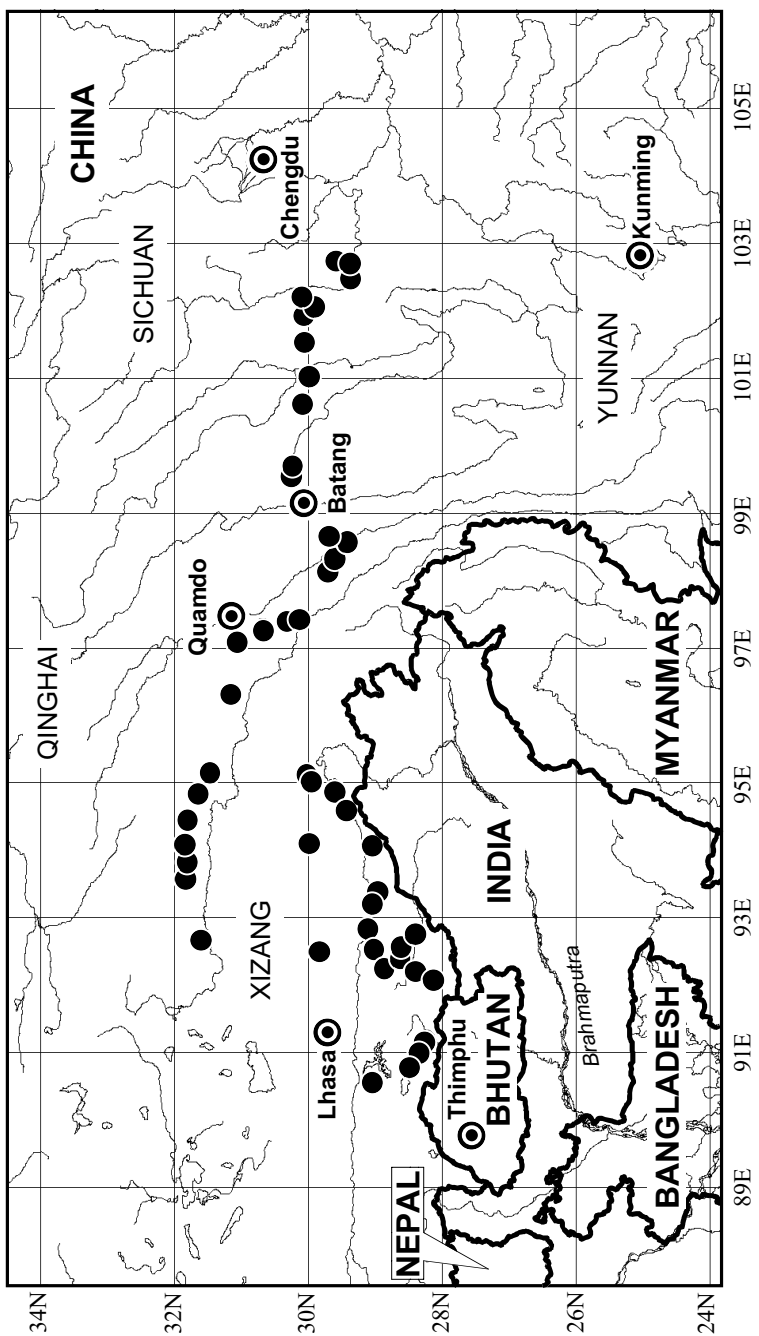 CHINA
QINGHAI
SICHUAN
Chengdu
Quamdo
Batang
XIZANG
Lhasa
YUNNAN
Kunming
NEPAL
Thimphu
BHUTAN
INDIA
Brahmaputra
MYANMAR
BANGLADESH
34N
32N
30N
28N
26N
24N
89E
91E
93E
95E
97E
99E
101E
103E
105E